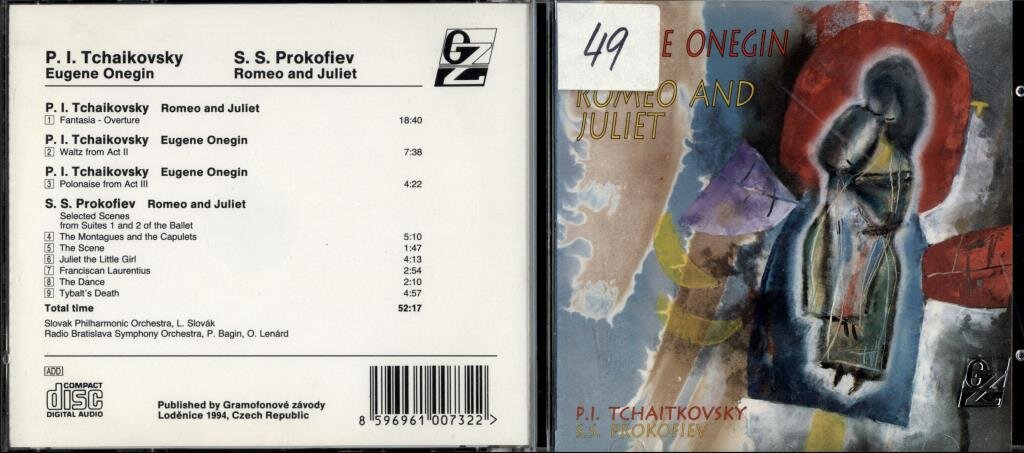 P. I. Tchaikovsky
Eugene Onegin
S. S. Prokofiev
Romeo and Juliet
GZ
P. I. Tchaikovsky Romeo and Juliet
1 Fantasia - Overture 18:40
P. I. Tchaikovsky Eugene Onegin
2 Waltz from Act II 7:38
P. I. Tchaikovsky Eugene Onegin
3 Polonaise from Act III 4:22
S. S. Prokofiev Romeo and Juliet
Selected Scenes
from Suites 1 and 2 of the Ballet
4 The Montagues and the Capulets 5:10
5 The Scene 1:47
6 Juliet the Little Girl 4:13
7 Franciscan Laurentius 2:54
8 The Dance 2:10
9 Tybalt's Death 4:57
Total time 52:17
Slovak Philharmonic Orchestra, L. Slovák
Radio Bratislava Symphony Orchestra, P. Bagin, O. Lenárd
ADD
COMPACT
disc
DIGITAL AUDIO
Published by Gramofonové závody
Loděnice 1994, Czech Republic
8 596961 007322 >
49
E ONEGIN
ROMEO AND
JULIET
P.I. TCHAITKOVSKY
S.S. PROKOFIEV
GZ